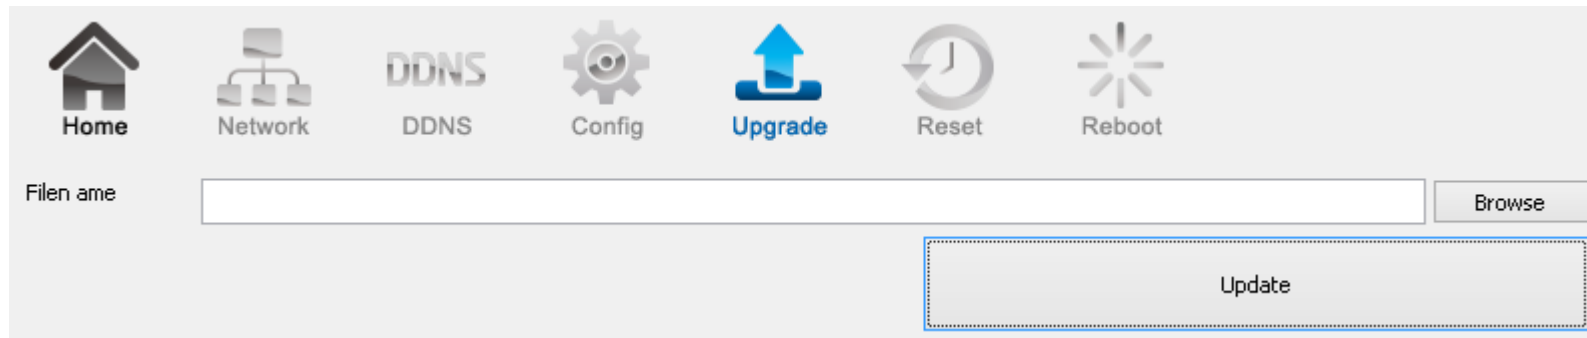 DDNS
Home Network DDNS Config Upgrade Reset Reboot
Filen ame
Browse
Update